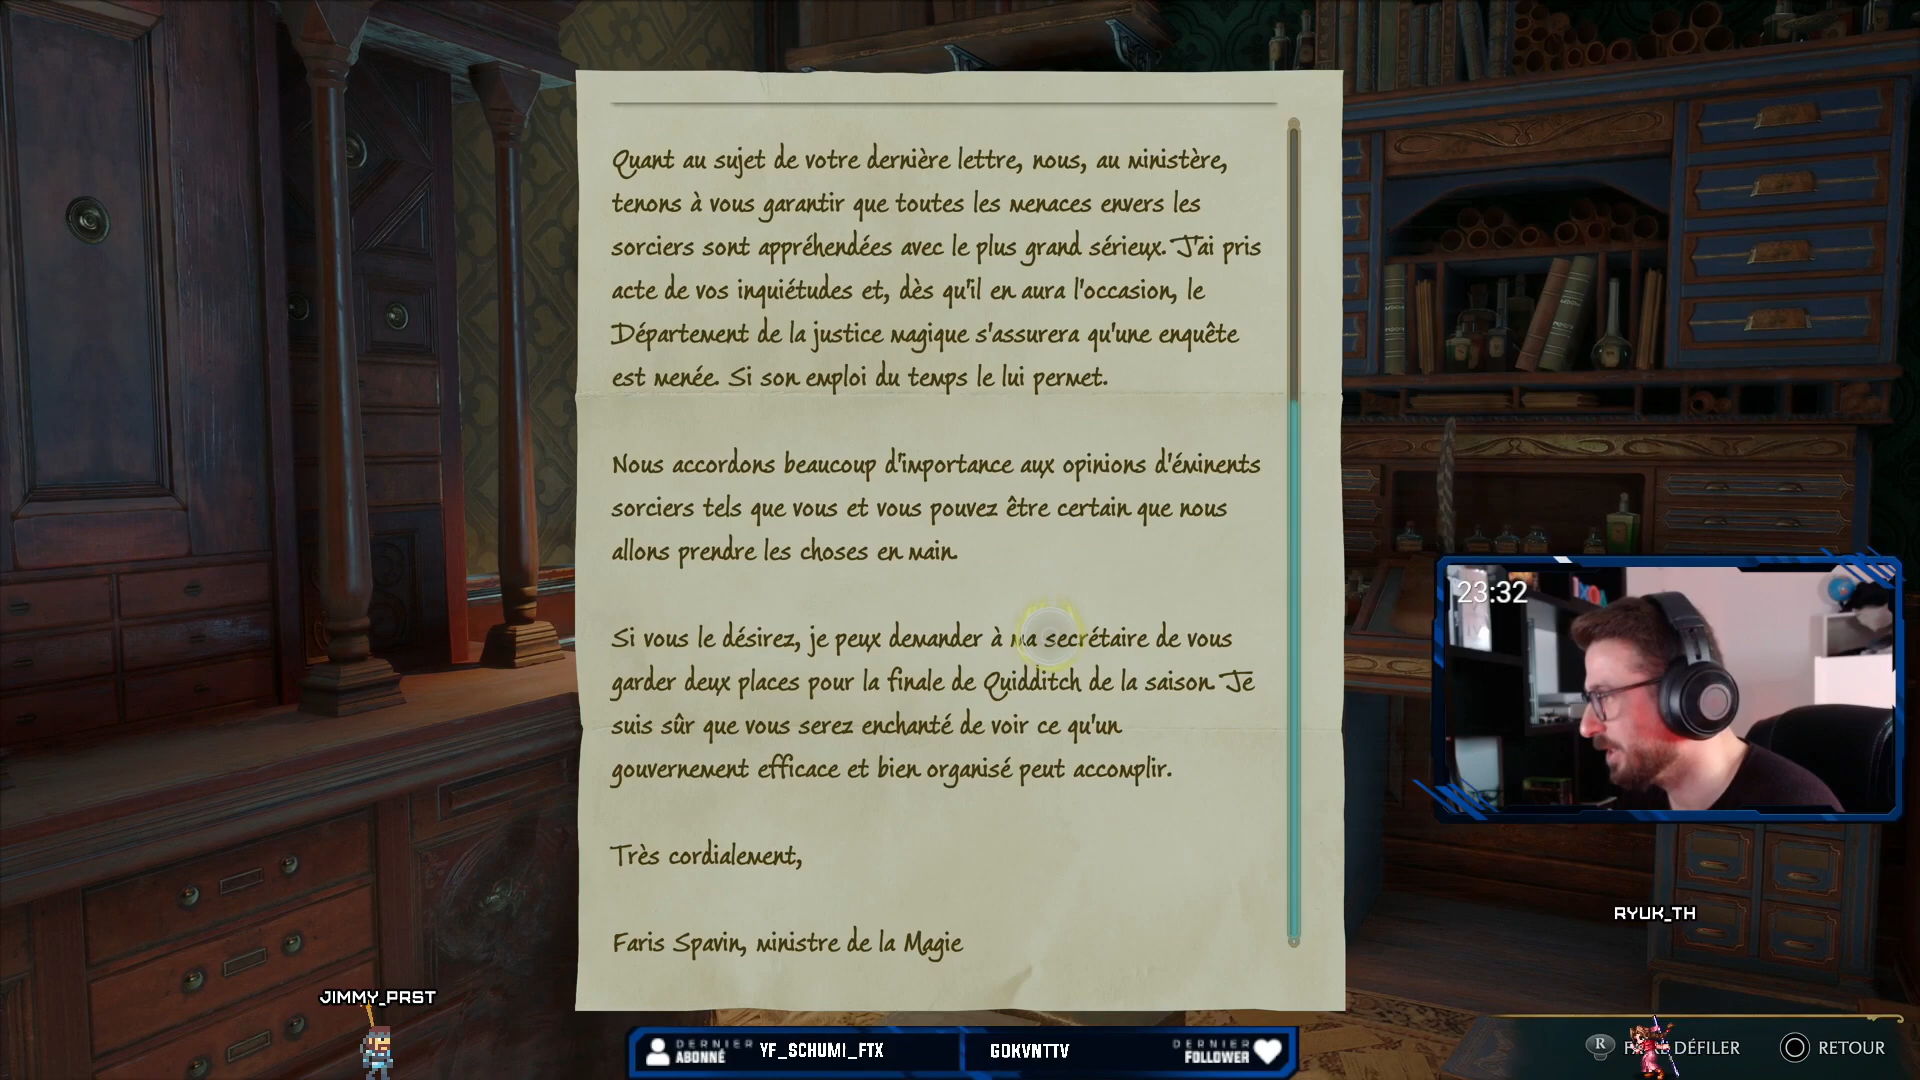 Quant au sujet de votre dernière lettre, nous, au ministère,
tenons à vous garantir que toutes les menaces envers les
sorciers sont appréhendées avec le plus grand sérieux. J'ai pris
acte de vos inquiétudes et, dès qu'il en aura l'occasion, le
Département de la justice magique s'assurera qu'une enquête
est menée. Si son emploi du temps le lui permet.
Nous accordons beaucoup d'importance aux opinions d'éminents
sorciers tels que vous et vous pouvez être certain que nous
allons prendre les choses en main.
Si vous le désirez, je peux demander à ma secrétaire de vous
garder deux places pour la finale de Quidditch de la saison. Je
suis sûr que vous serez enchanté de voir ce qu'un
gouvernement efficace et bien organisé peut accomplir.
Très cordialement,
Faris Spavin, ministre de la Magie
23:32
RYUK_TH
JIMMY_PRST
DERNIER
ABONNÉ
YF_SCHUMI_FTX
GOKVNTTV
DERNIER
FOLLOWER
R
DÉFILER
RETOUR